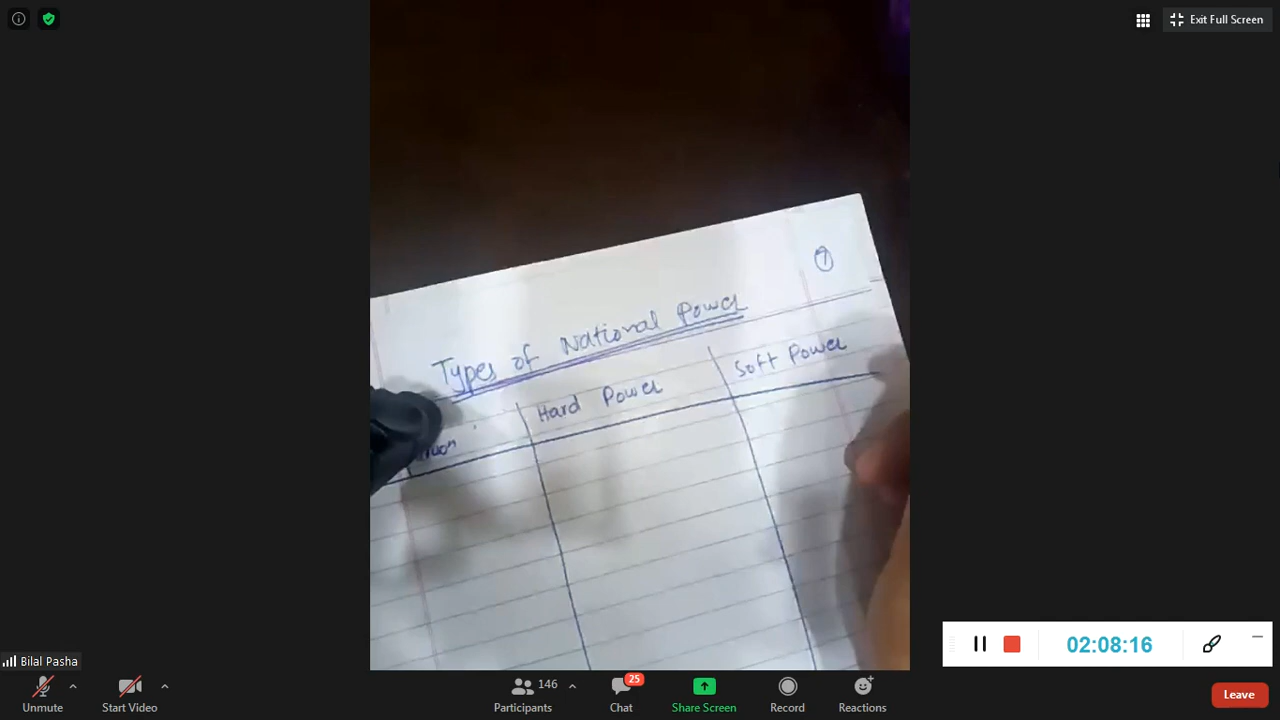 Exit Full Screen
7
Types of National Power
Hard Power
Soft Power
02:08:16
Bilal Pasha
146
25
Unmute
Start Video
Participants
Chat
Share Screen
Record
Reactions
Leave